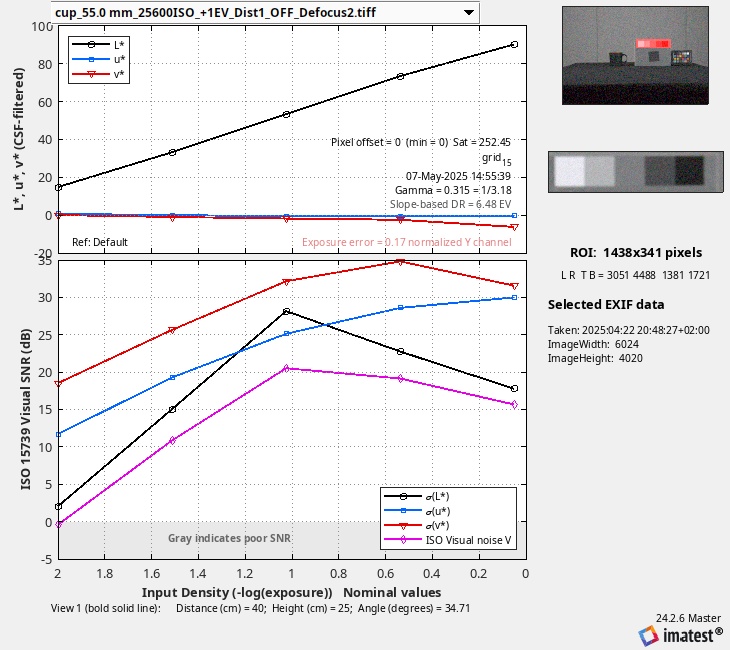 cup_55.0 mm_25600ISO_+1EV_Dist1_OFF_Defocus2.tiff
L*, u*, v* (CSF-filtered)
100
80
60
40
20
0
-20
L*
u*
v*
Pixel offset = 0 (min = 0) Sat = 252.45
grid15
07-May-2025 14:55:39
Gamma = 0.315 = 1/3.18
Slope-based DR = 6.48 EV
Ref: Default
Exposure error = 0.17 normalized Y channel
ISO 15739 Visual SNR (dB)
35
30
25
20
15
10
5
0
-5
Gray indicates poor SNR
σ(L*)
σ(u*)
σ(v*)
ISO Visual noise V
2 1.8 1.6 1.4 1.2 1 0.8 0.6 0.4 0.2 0
Input Density (-log(exposure)) Nominal values
View 1 (bold solid line): Distance (cm) = 40; Height (cm) = 25; Angle (degrees) = 34.71
ROI: 1438x341 pixels
L R T B = 3051 4488 1381 1721
Selected EXIF data
Taken: 2025:04:22 20:48:27+02:00
ImageWidth: 6024
ImageHeight: 4020
24.2.6 Master
imatest®